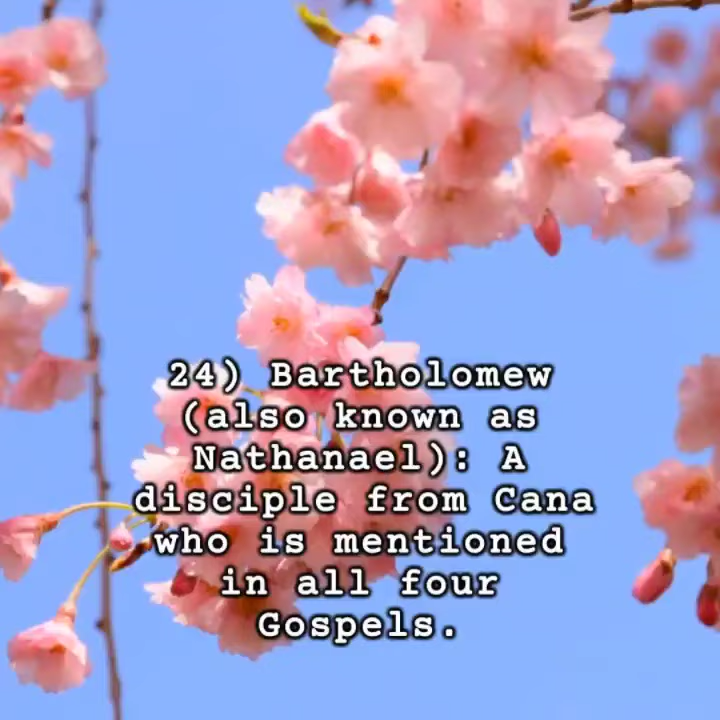 24) Bartholomew
(also known as
Nathanael): A
disciple from Cana
who is mentioned
in all four
Gospels.